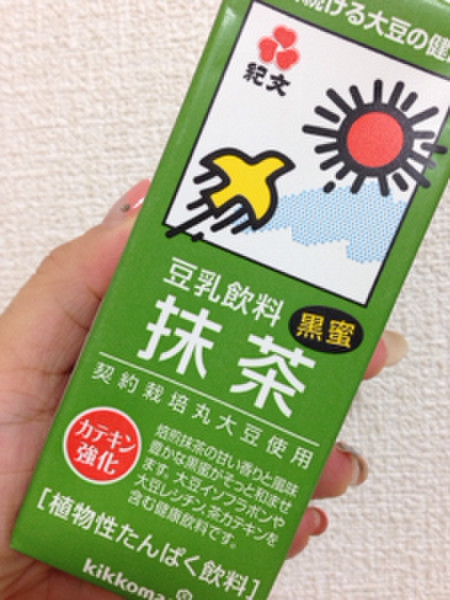 続ける大豆の健
紀文
豆乳飲料
黒蜜
抹茶
契約栽培丸大豆使用
カテキン
強化
焙煎抹茶の甘い香りと風味
豊かな黒蜜がそっと和ませ
ます。大豆イソフラボンや
大豆レシチン、茶カテキンを
含む健康飲料です。
[植物性たんぱく飲料]
kikkoma